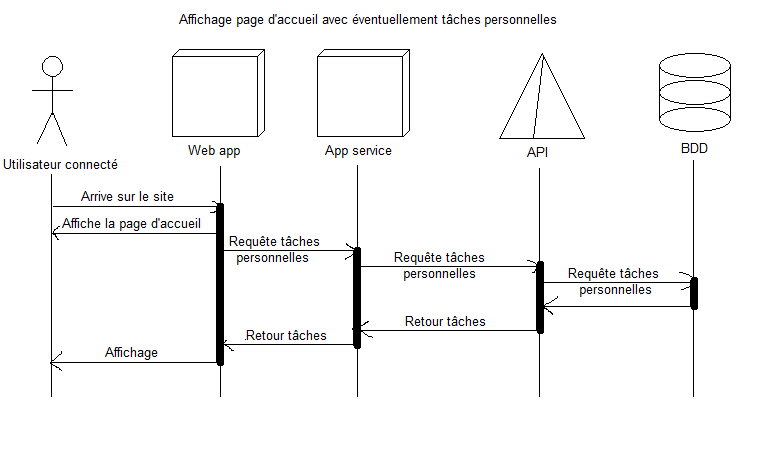 Affichage page d'accueil avec éventuellement tâches personnelles
Utilisateur connecté
Web app
App service
API
BDD
Arrive sur le site
Affiche la page d'accueil
Requête tâches
personnelles
Requête tâches
personnelles
Requête tâches
personnelles
Retour tâches
.Retour tâches
Affichage